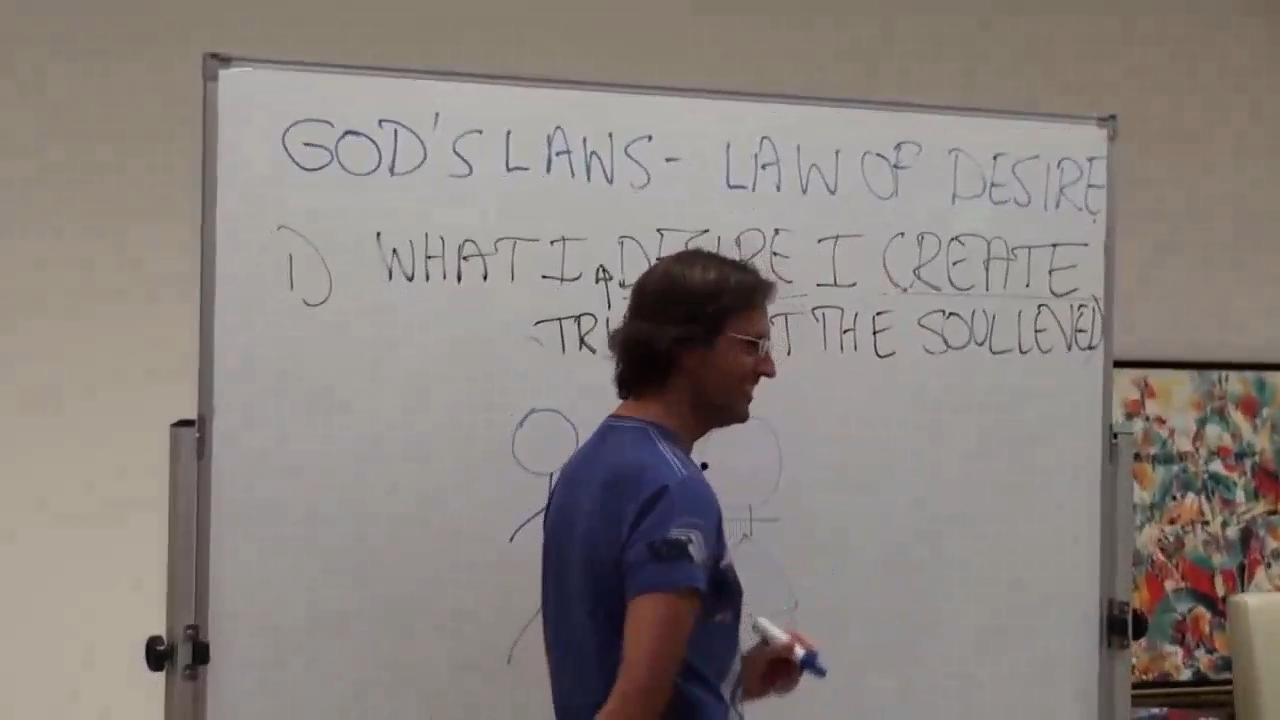 GOD'S LAWS - LAW OF DESIRE
1) WHAT I DESIRE I CREATE
THE SOUL LEVEL)